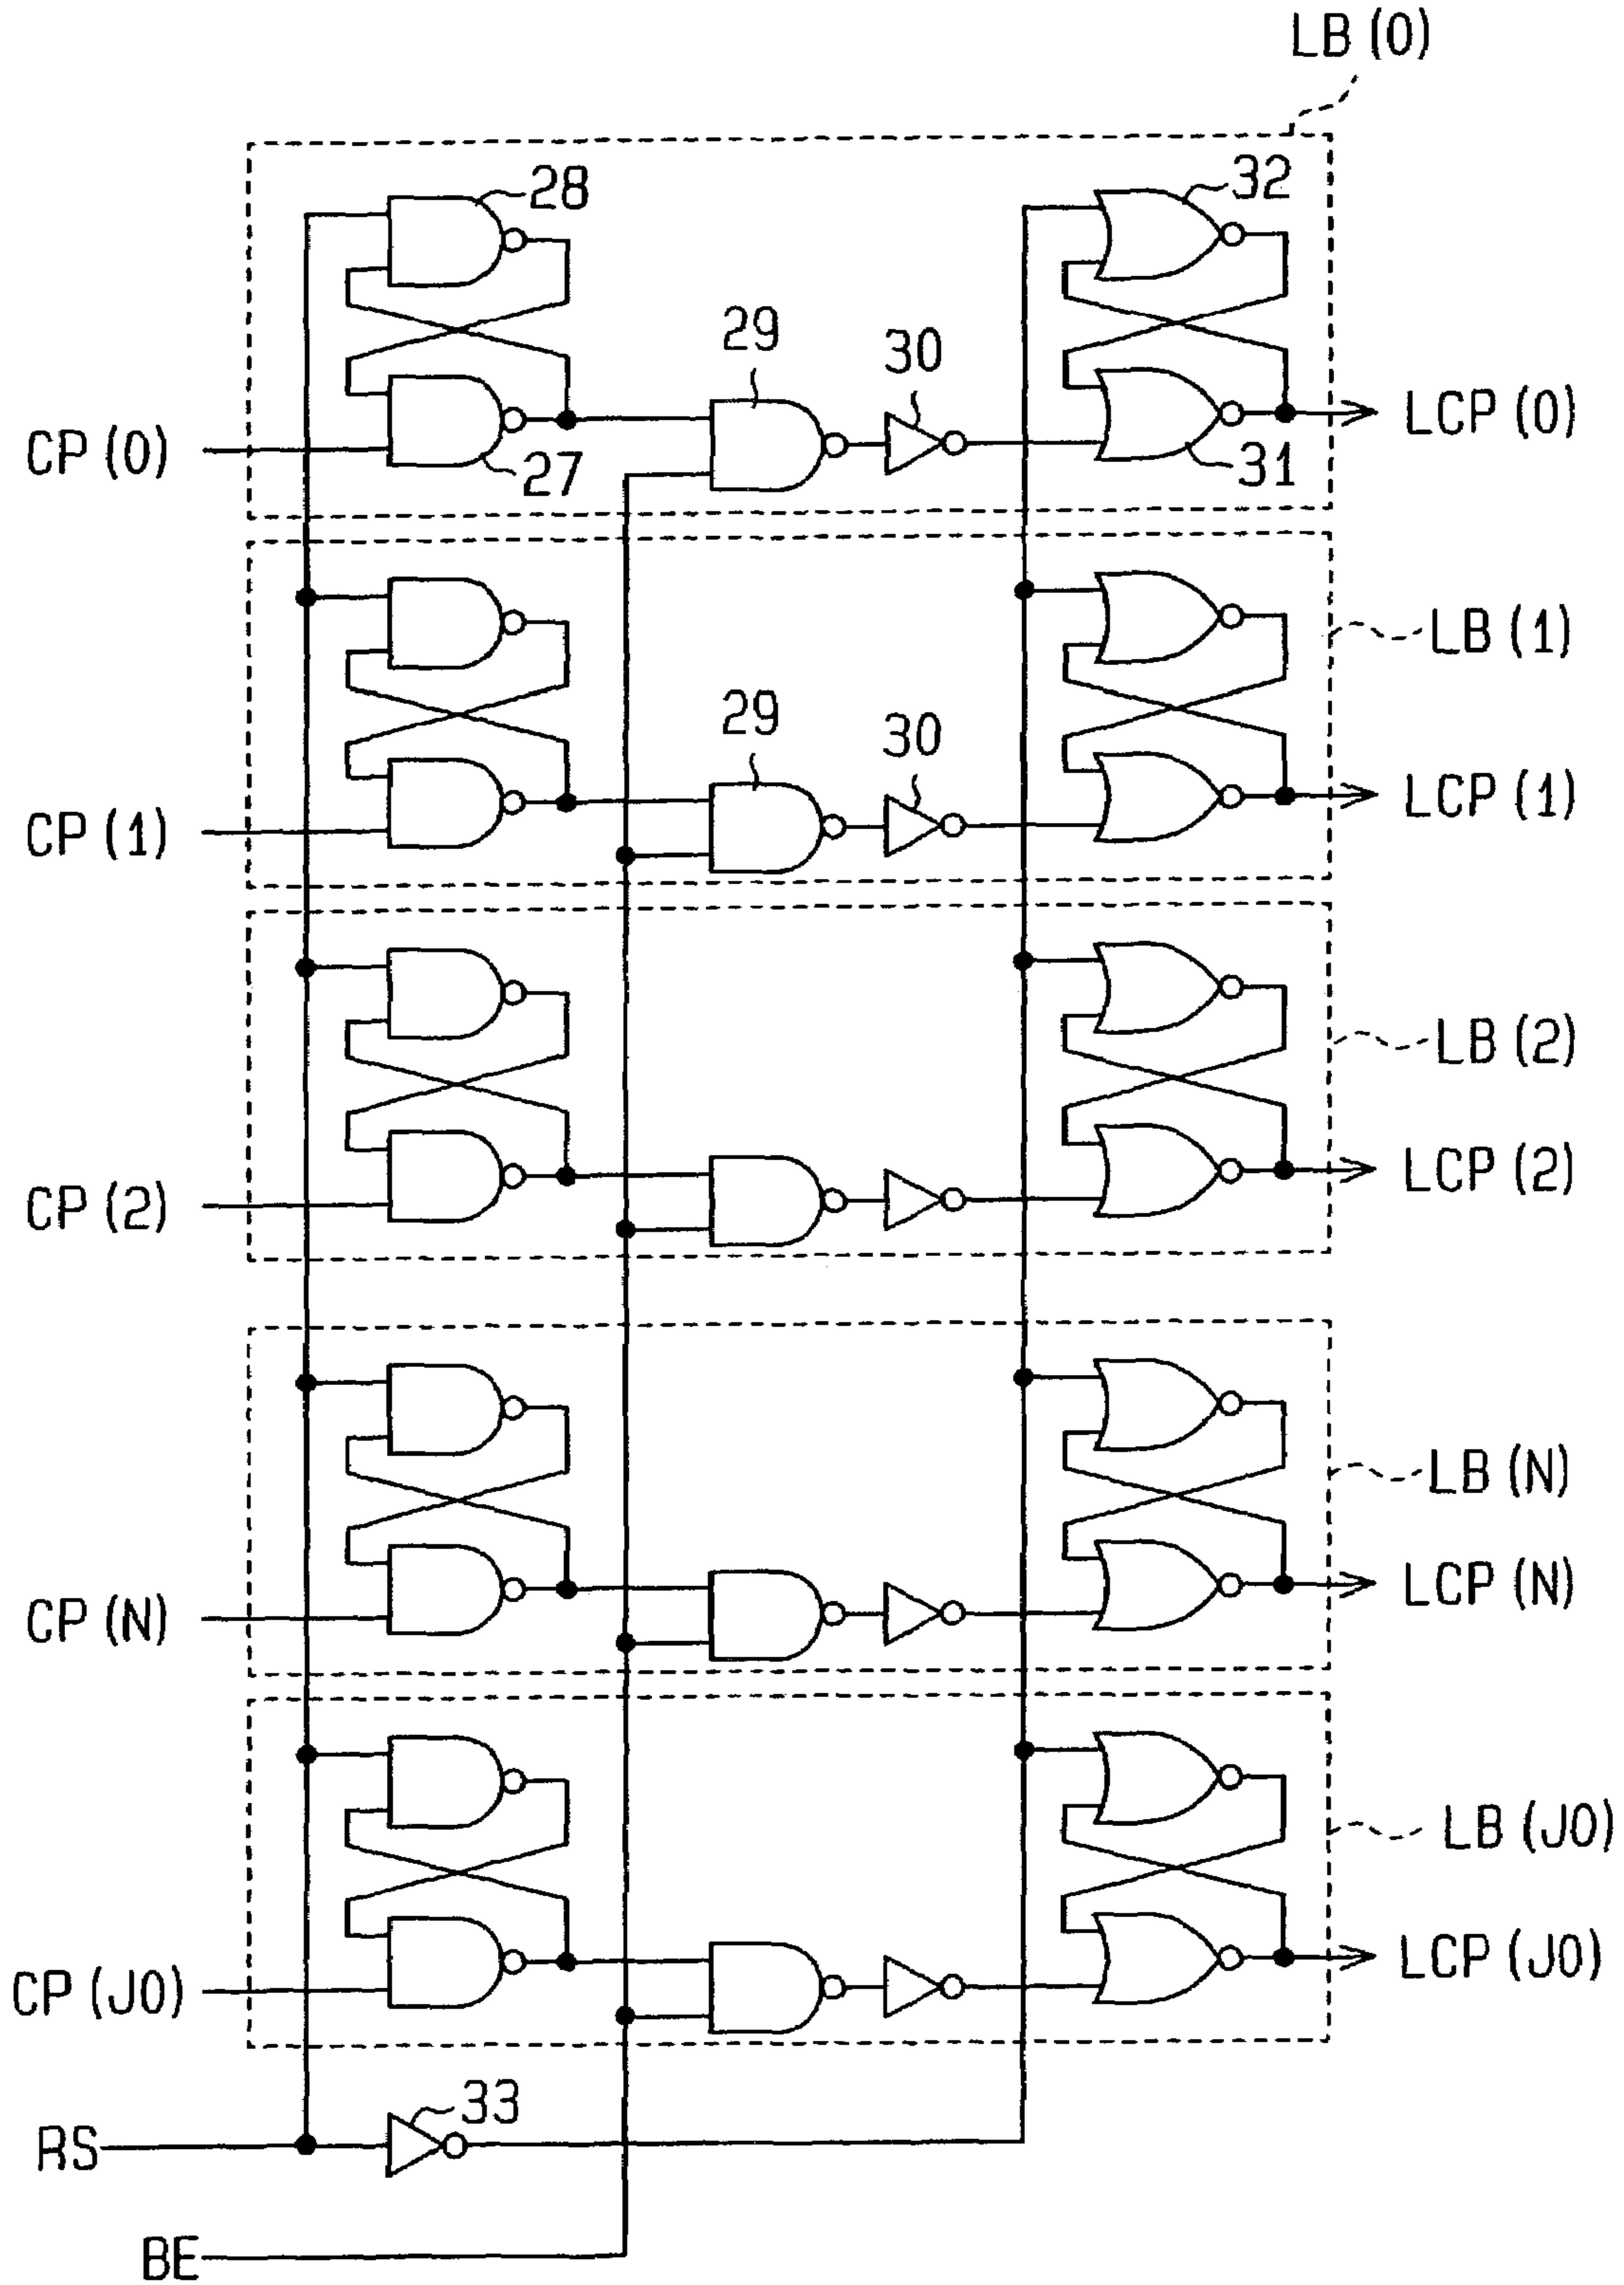 LB (0)
28
32
29
30
CP (0)
27
31
LCP (0)
LB (1)
29
30
CP (1)
LCP (1)
LB (2)
CP (2)
LCP (2)
LB (N)
CP (N)
LCP (N)
LB (J0)
CP (J0)
LCP (J0)
33
RS
BE